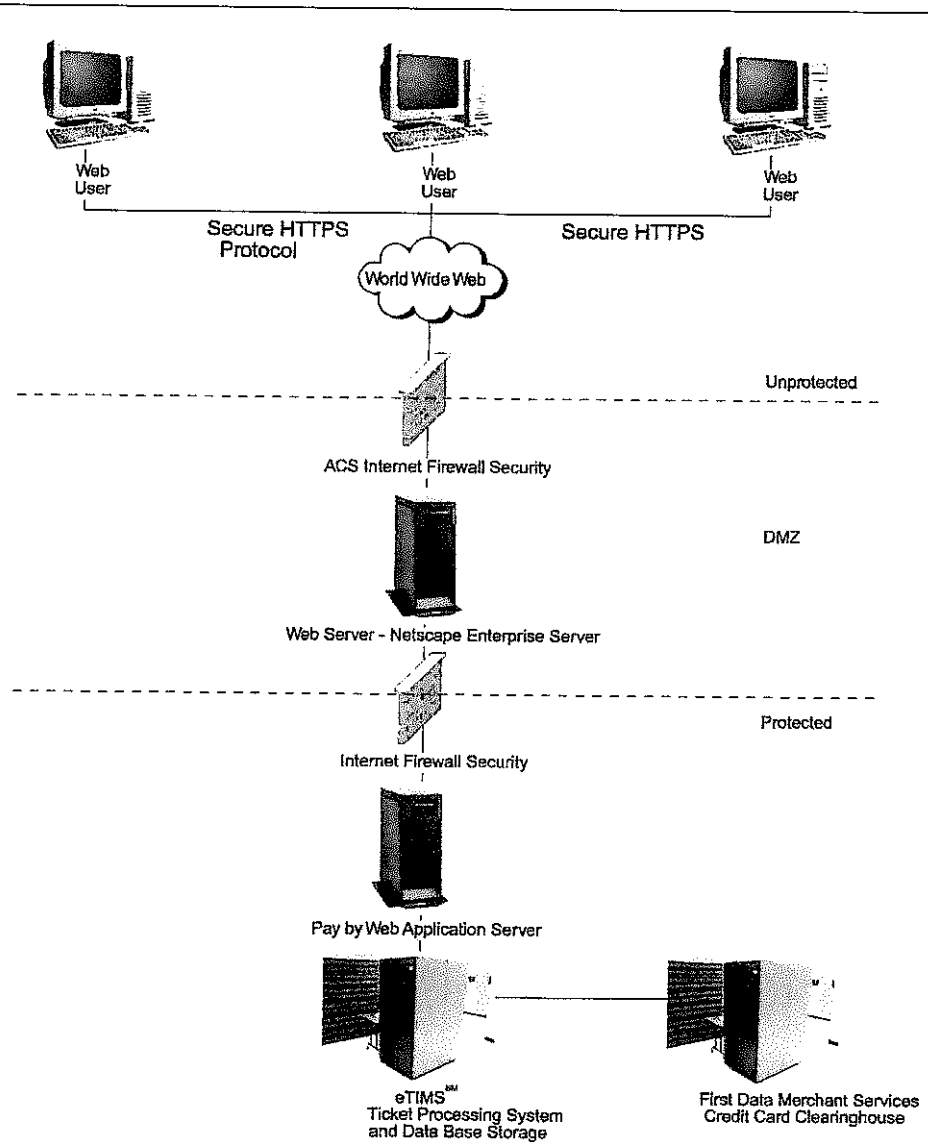 Web
User
Web
User
Web
User
Secure HTTPS
Protocol
Secure HTTPS
World Wide Web
Unprotected
ACS Internet Firewall Security
DMZ
Web Server - Netscape Enterprise Server
Protected
Internet Firewall Security
Pay by Web Application Server
eTIMS SM
Ticket Processing System
and Data Base Storage
First Data Merchant Services
Credit Card Clearinghouse